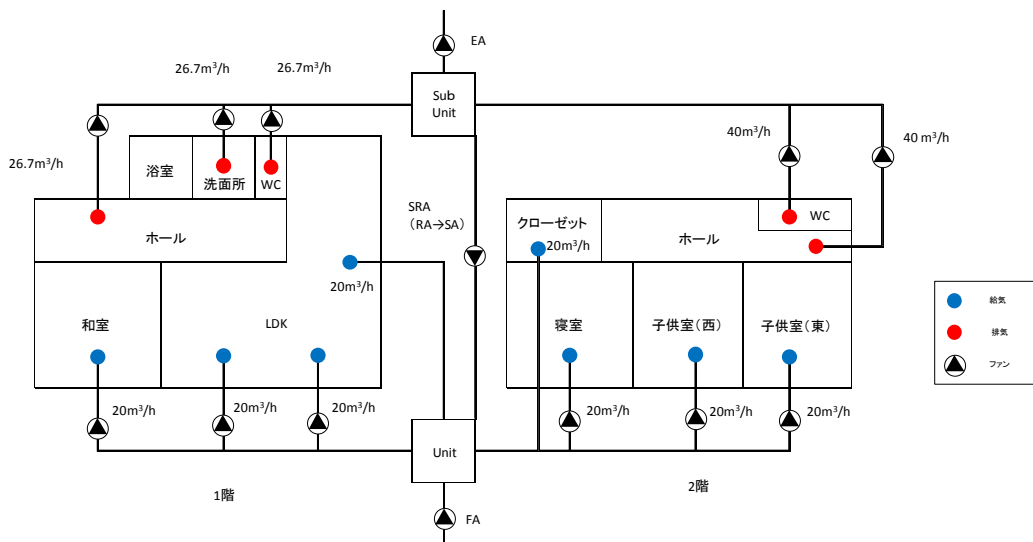 EA
26.7m³/h
26.7m³/h
Sub
Unit
40m³/h
40 m³/h
26.7m³/h
浴室
洗面所
WC
SRA
（RA→SA）
クローゼット
WC
ホール
20m³/h
ホール
20m³/h
和室
LDK
寝室
子供室（西）
子供室（東）
給気
排気
ファン
20m³/h
20m³/h
20m³/h
20m³/h
20m³/h
20m³/h
Unit
1階
2階
FA